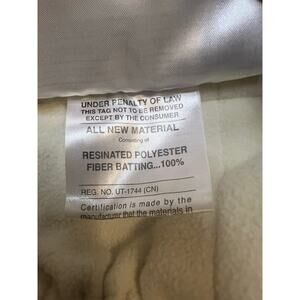 UNDER PENALTY OF LAW
THIS TAG NOT TO BE REMOVED
EXCEPT BY THE CONSUMER
ALL NEW MATERIAL
Consisting of
RESINATED POLYESTER
FIBER BATTING...100%
REG. NO. UT-1744 (CN)
Certification is made by the
manufacturer that the materials in